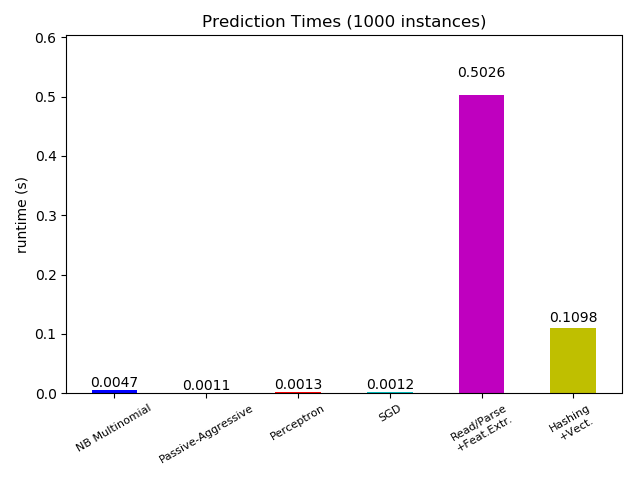 Prediction Times (1000 instances)
0.6
0.5
0.4
0.3
0.2
0.1
0.0
runtime (s)
0.0047
0.0011
0.0013
0.0012
0.5026
0.1098
NB Multinomial
Passive-Aggressive
Perceptron
SGD
Read/Parse
+Feat.Extr.
Hashing
+Vect.